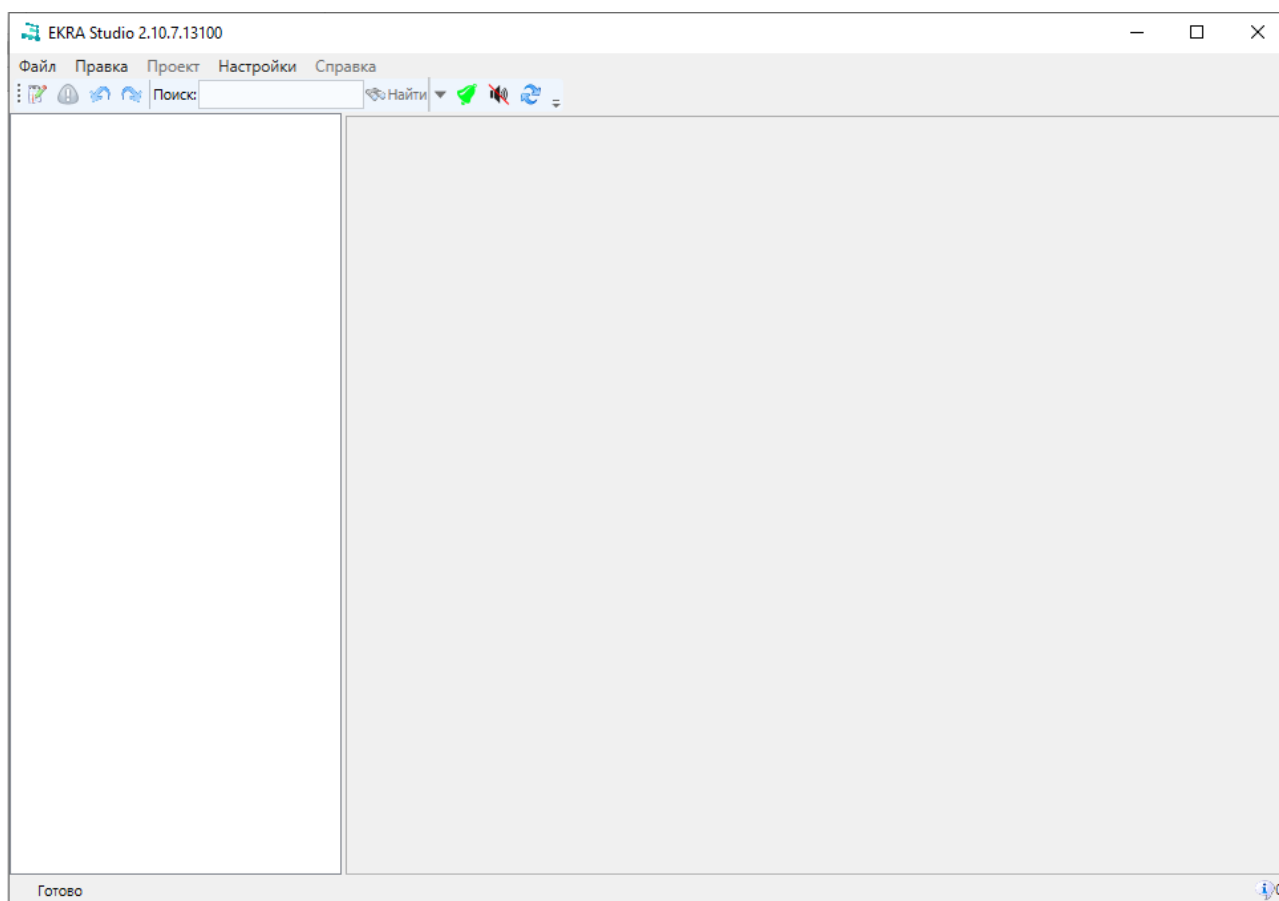 EKRA Studio 2.10.7.13100
Файл Правка Проект Настройки Справка
Поиск: Найти
Готово